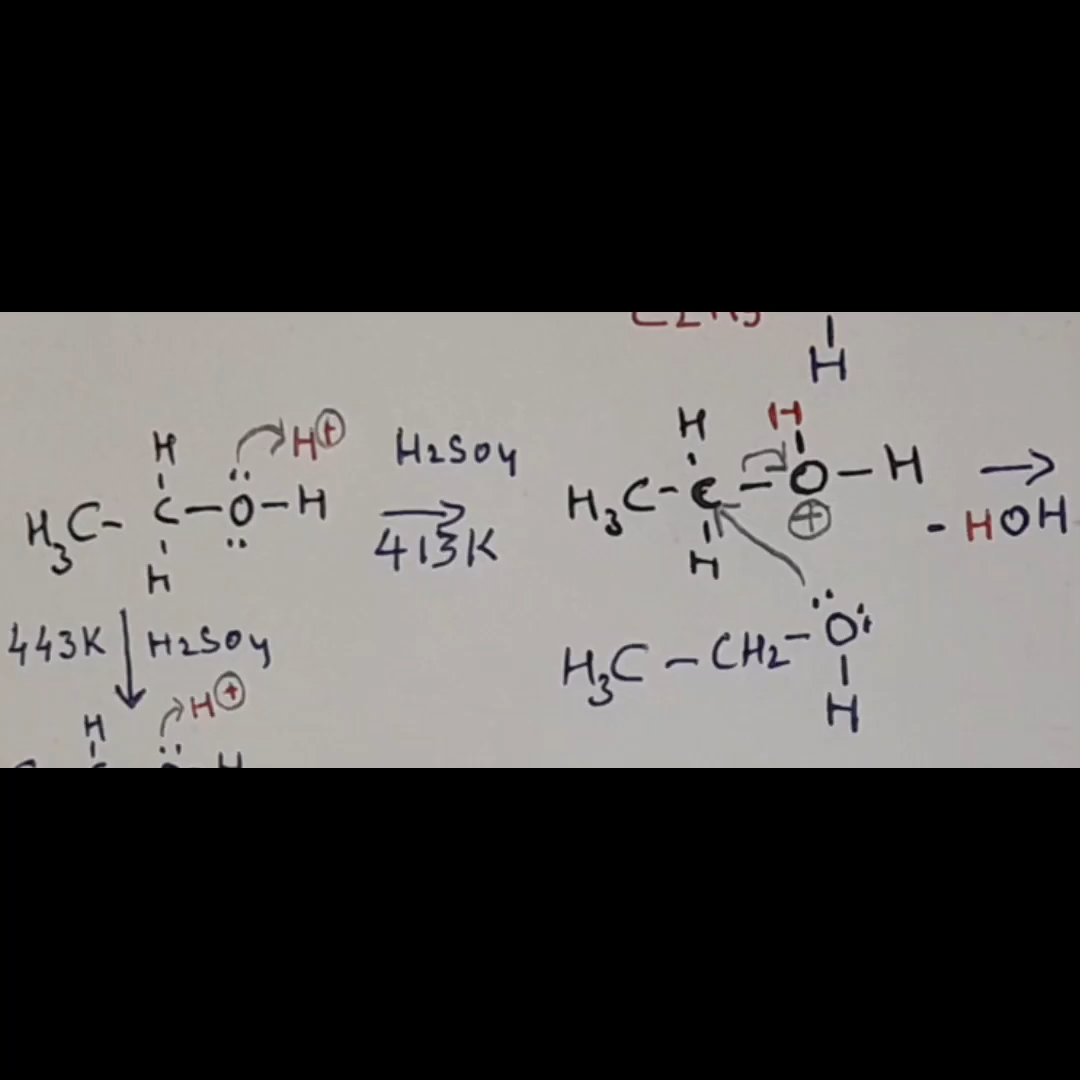 H
H H
H⊕ H2SO4
H3C - C - O - H → H3C - C - O - H →
413K ⊕ - HOH
H H
443K ↓ H2SO4 H3C - CH2 - O
H⊕ H
H